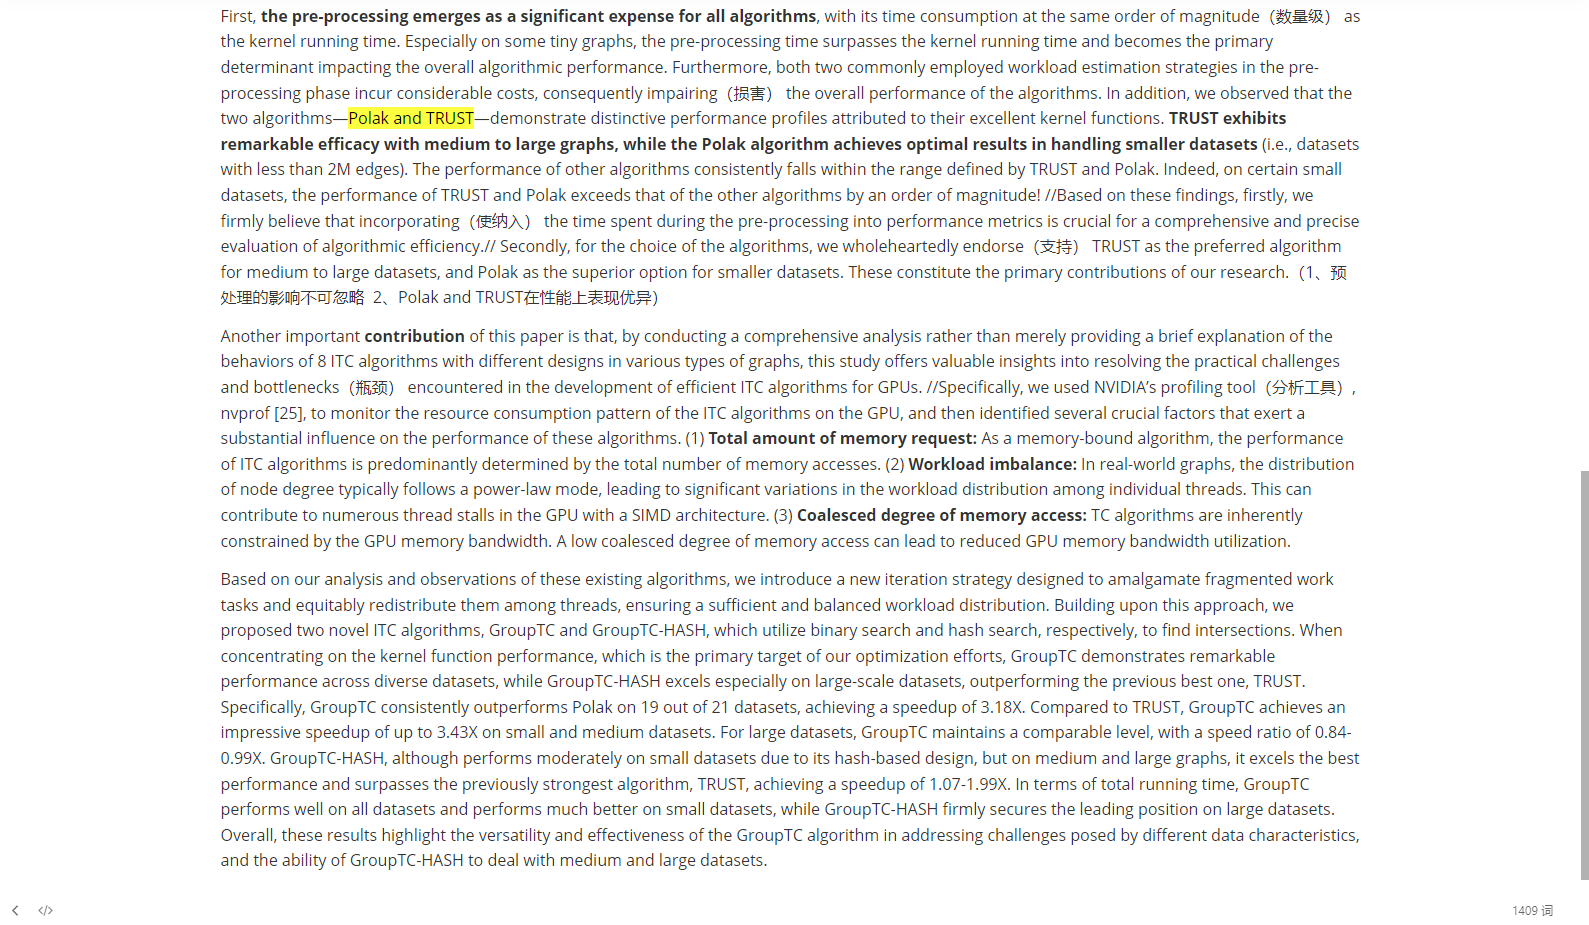 First, the pre-processing emerges as a significant expense for all algorithms, with its time consumption at the same order of magnitude（数量级） as
the kernel running time. Especially on some tiny graphs, the pre-processing time surpasses the kernel running time and becomes the primary
determinant impacting the overall algorithmic performance. Furthermore, both two commonly employed workload estimation strategies in the pre-
processing phase incur considerable costs, consequently impairing（损害） the overall performance of the algorithms. In addition, we observed that the
two algorithms—Polak and TRUST—demonstrate distinctive performance profiles attributed to their excellent kernel functions. TRUST exhibits
remarkable efficacy with medium to large graphs, while the Polak algorithm achieves optimal results in handling smaller datasets (i.e., datasets
with less than 2M edges). The performance of other algorithms consistently falls within the range defined by TRUST and Polak. Indeed, on certain small
datasets, the performance of TRUST and Polak exceeds that of the other algorithms by an order of magnitude! //Based on these findings, firstly, we
firmly believe that incorporating（使纳入） the time spent during the pre-processing into performance metrics is crucial for a comprehensive and precise
evaluation of algorithmic efficiency.// Secondly, for the choice of the algorithms, we wholeheartedly endorse（支持） TRUST as the preferred algorithm
for medium to large datasets, and Polak as the superior option for smaller datasets. These constitute the primary contributions of our research.（1、预
处理的影响不可忽略 2、Polak and TRUST在性能上表现优异）
Another important contribution of this paper is that, by conducting a comprehensive analysis rather than merely providing a brief explanation of the
behaviors of 8 ITC algorithms with different designs in various types of graphs, this study offers valuable insights into resolving the practical challenges
and bottlenecks（瓶颈） encountered in the development of efficient ITC algorithms for GPUs. //Specifically, we used NVIDIA’s profiling tool（分析工具）,
nvprof [25], to monitor the resource consumption pattern of the ITC algorithms on the GPU, and then identified several crucial factors that exert a
substantial influence on the performance of these algorithms. (1) Total amount of memory request: As a memory-bound algorithm, the performance
of ITC algorithms is predominantly determined by the total number of memory accesses. (2) Workload imbalance: In real-world graphs, the distribution
of node degree typically follows a power-law mode, leading to significant variations in the workload distribution among individual threads. This can
contribute to numerous thread stalls in the GPU with a SIMD architecture. (3) Coalesced degree of memory access: TC algorithms are inherently
constrained by the GPU memory bandwidth. A low coalesced degree of memory access can lead to reduced GPU memory bandwidth utilization.
Based on our analysis and observations of these existing algorithms, we introduce a new iteration strategy designed to amalgamate fragmented work
tasks and equitably redistribute them among threads, ensuring a sufficient and balanced workload distribution. Building upon this approach, we
proposed two novel ITC algorithms, GroupTC and GroupTC-HASH, which utilize binary search and hash search, respectively, to find intersections. When
concentrating on the kernel function performance, which is the primary target of our optimization efforts, GroupTC demonstrates remarkable
performance across diverse datasets, while GroupTC-HASH excels especially on large-scale datasets, outperforming the previous best one, TRUST.
Specifically, GroupTC consistently outperforms Polak on 19 out of 21 datasets, achieving a speedup of 3.18X. Compared to TRUST, GroupTC achieves an
impressive speedup of up to 3.43X on small and medium datasets. For large datasets, GroupTC maintains a comparable level, with a speed ratio of 0.84-
0.99X. GroupTC-HASH, although performs moderately on small datasets due to its hash-based design, but on medium and large graphs, it excels the best
performance and surpasses the previously strongest algorithm, TRUST, achieving a speedup of 1.07-1.99X. In terms of total running time, GroupTC
performs well on all datasets and performs much better on small datasets, while GroupTC-HASH firmly secures the leading position on large datasets.
Overall, these results highlight the versatility and effectiveness of the GroupTC algorithm in addressing challenges posed by different data characteristics,
and the ability of GroupTC-HASH to deal with medium and large datasets.
1409 词